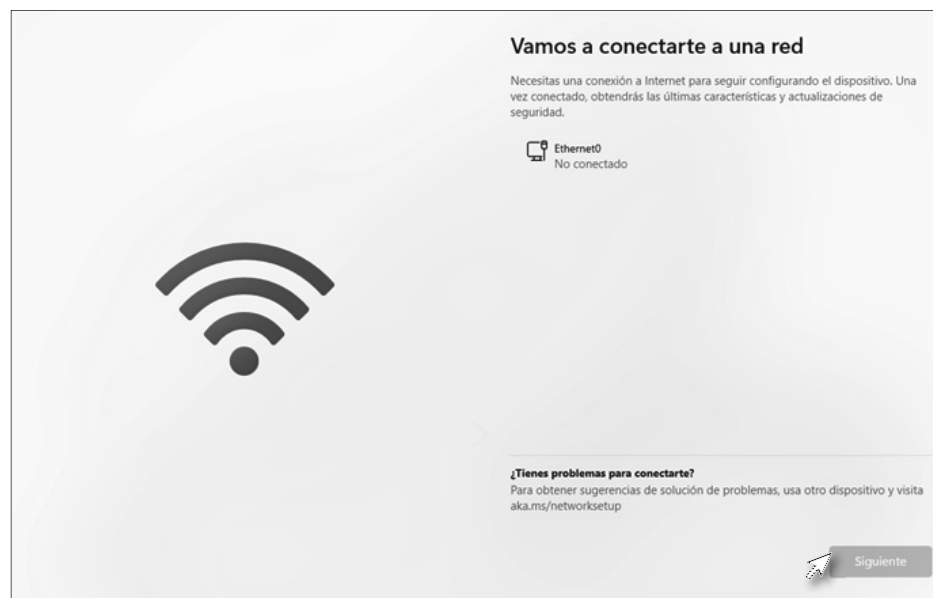 Vamos a conectarte a una red
Necesitas una conexión a Internet para seguir configurando el dispositivo. Una
vez conectado, obtendrás las últimas características y actualizaciones de
seguridad.
Ethernet0
No conectado
¿Tienes problemas para conectarte?
Para obtener sugerencias de solución de problemas, usa otro dispositivo y visita
aka.ms/networksetup
Siguiente